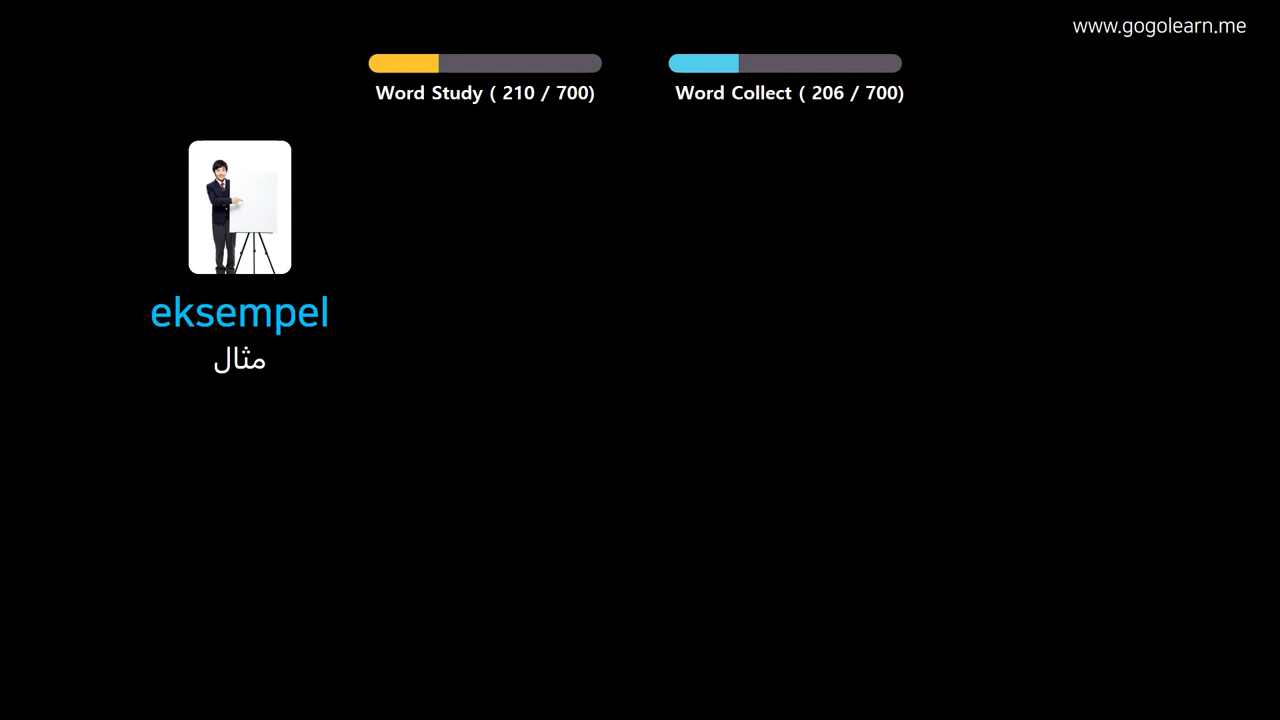 www.gogolearn.me
Word Study ( 210 / 700)
Word Collect ( 206 / 700)
eksempel
مثال